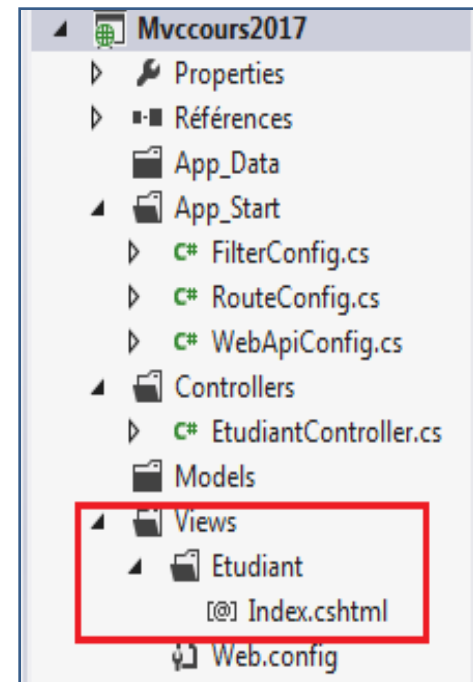 Mvccours2017
Properties
Références
App_Data
App_Start
C# FilterConfig.cs
C# RouteConfig.cs
C# WebApiConfig.cs
Controllers
C# EtudiantController.cs
Models
Views
Etudiant
[@] Index.cshtml
Web.config